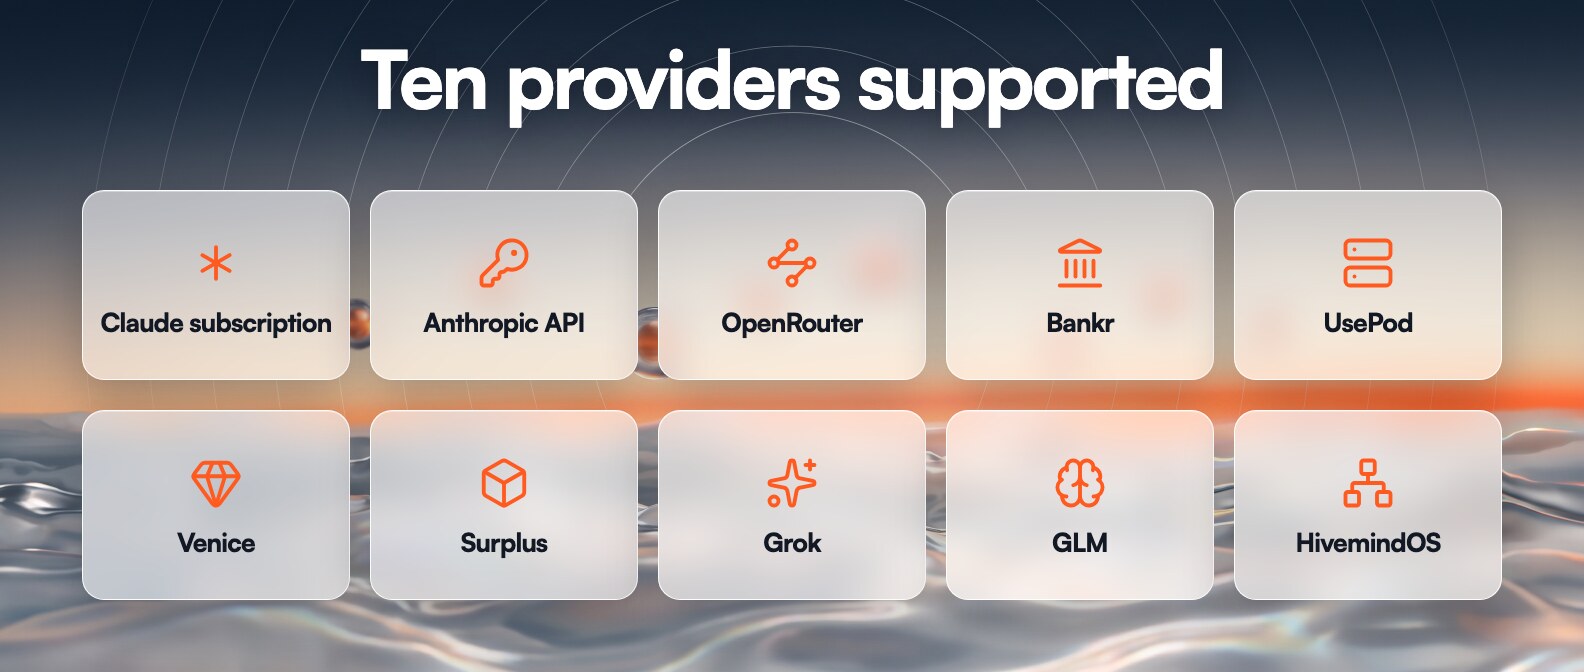 Ten providers supported
Claude subscription
Anthropic API
OpenRouter
Bankr
UsePod
Venice
Surplus
Grok
GLM
HivemindOS